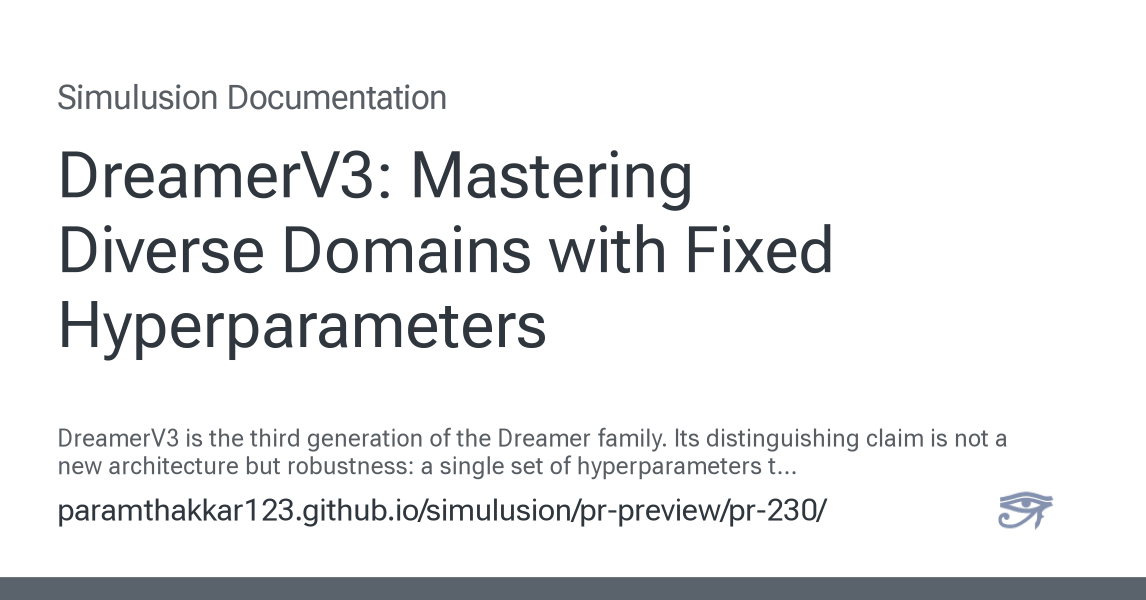 Simulusion Documentation
DreamerV3: Mastering
Diverse Domains with Fixed
Hyperparameters
DreamerV3 is the third generation of the Dreamer family. Its distinguishing claim is not a
new architecture but robustness: a single set of hyperparameters t...
paramthakkar123.github.io/simulusion/pr-preview/pr-230/